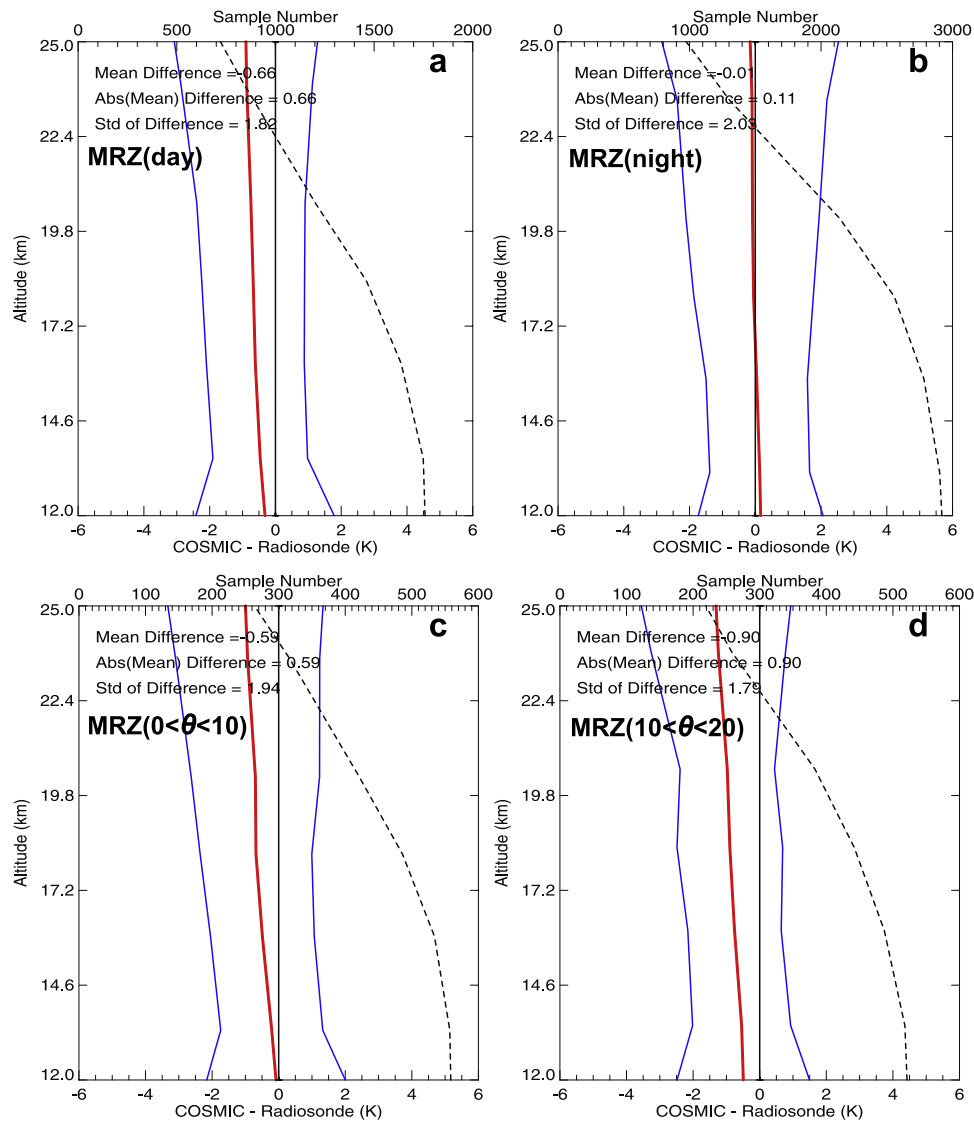 Sample Number
0 500 1000 1500 2000
25.0
a
Mean Difference =-0.66
Abs(Mean) Difference = 0.66
Std of Difference = 1.82
22.4
MRZ(day)
19.8
Altitude (km)
17.2
14.6
12.0
-6 -4 -2 0 2 4 6
COSMIC - Radiosonde (K)
Sample Number
0 1000 2000 3000
25.0
b
Mean Difference =-0.01
Abs(Mean) Difference = 0.11
Std of Difference = 2.03
22.4
MRZ(night)
19.8
Altitude (km)
17.2
14.6
12.0
-6 -4 -2 0 2 4 6
COSMIC - Radiosonde (K)
Sample Number
0 100 200 300 400 500 600
25.0
c
Mean Difference =-0.59
Abs(Mean) Difference = 0.59
Std of Difference = 1.94
22.4
MRZ(0<θ<10)
19.8
Altitude (km)
17.2
14.6
12.0
-6 -4 -2 0 2 4 6
COSMIC - Radiosonde (K)
Sample Number
0 100 200 300 400 500 600
25.0
d
Mean Difference =-0.90
Abs(Mean) Difference = 0.90
Std of Difference = 1.79
22.4
MRZ(10<θ<20)
19.8
Altitude (km)
17.2
14.6
12.0
-6 -4 -2 0 2 4 6
COSMIC - Radiosonde (K)